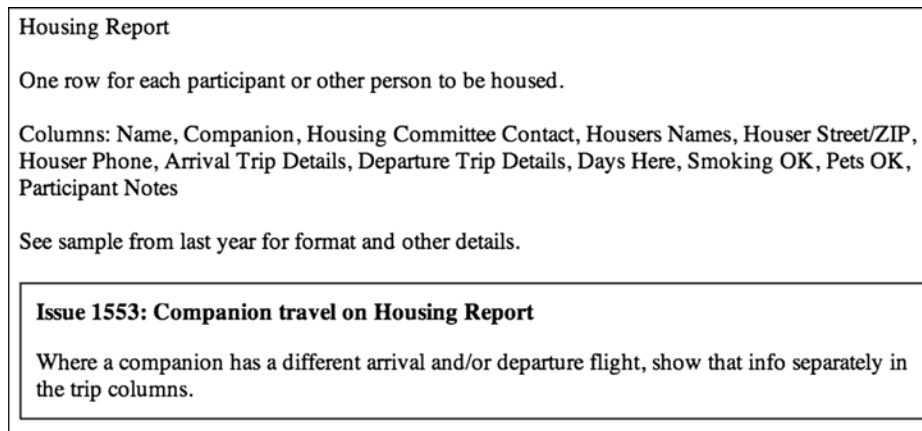 Housing Report
One row for each participant or other person to be housed.
Columns: Name, Companion, Housing Committee Contact, Housers Names, Houser Street/ZIP,
Houser Phone, Arrival Trip Details, Departure Trip Details, Days Here, Smoking OK, Pets OK,
Participant Notes
See sample from last year for format and other details.
Issue 1553: Companion travel on Housing Report
Where a companion has a different arrival and/or departure flight, show that info separately in
the trip columns.